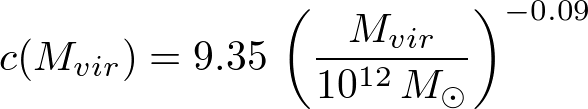 c(M_{vir}) = 9.35 \left( \frac{M_{vir}}{10^{12} M_{\odot}} \right)^{-0.09}